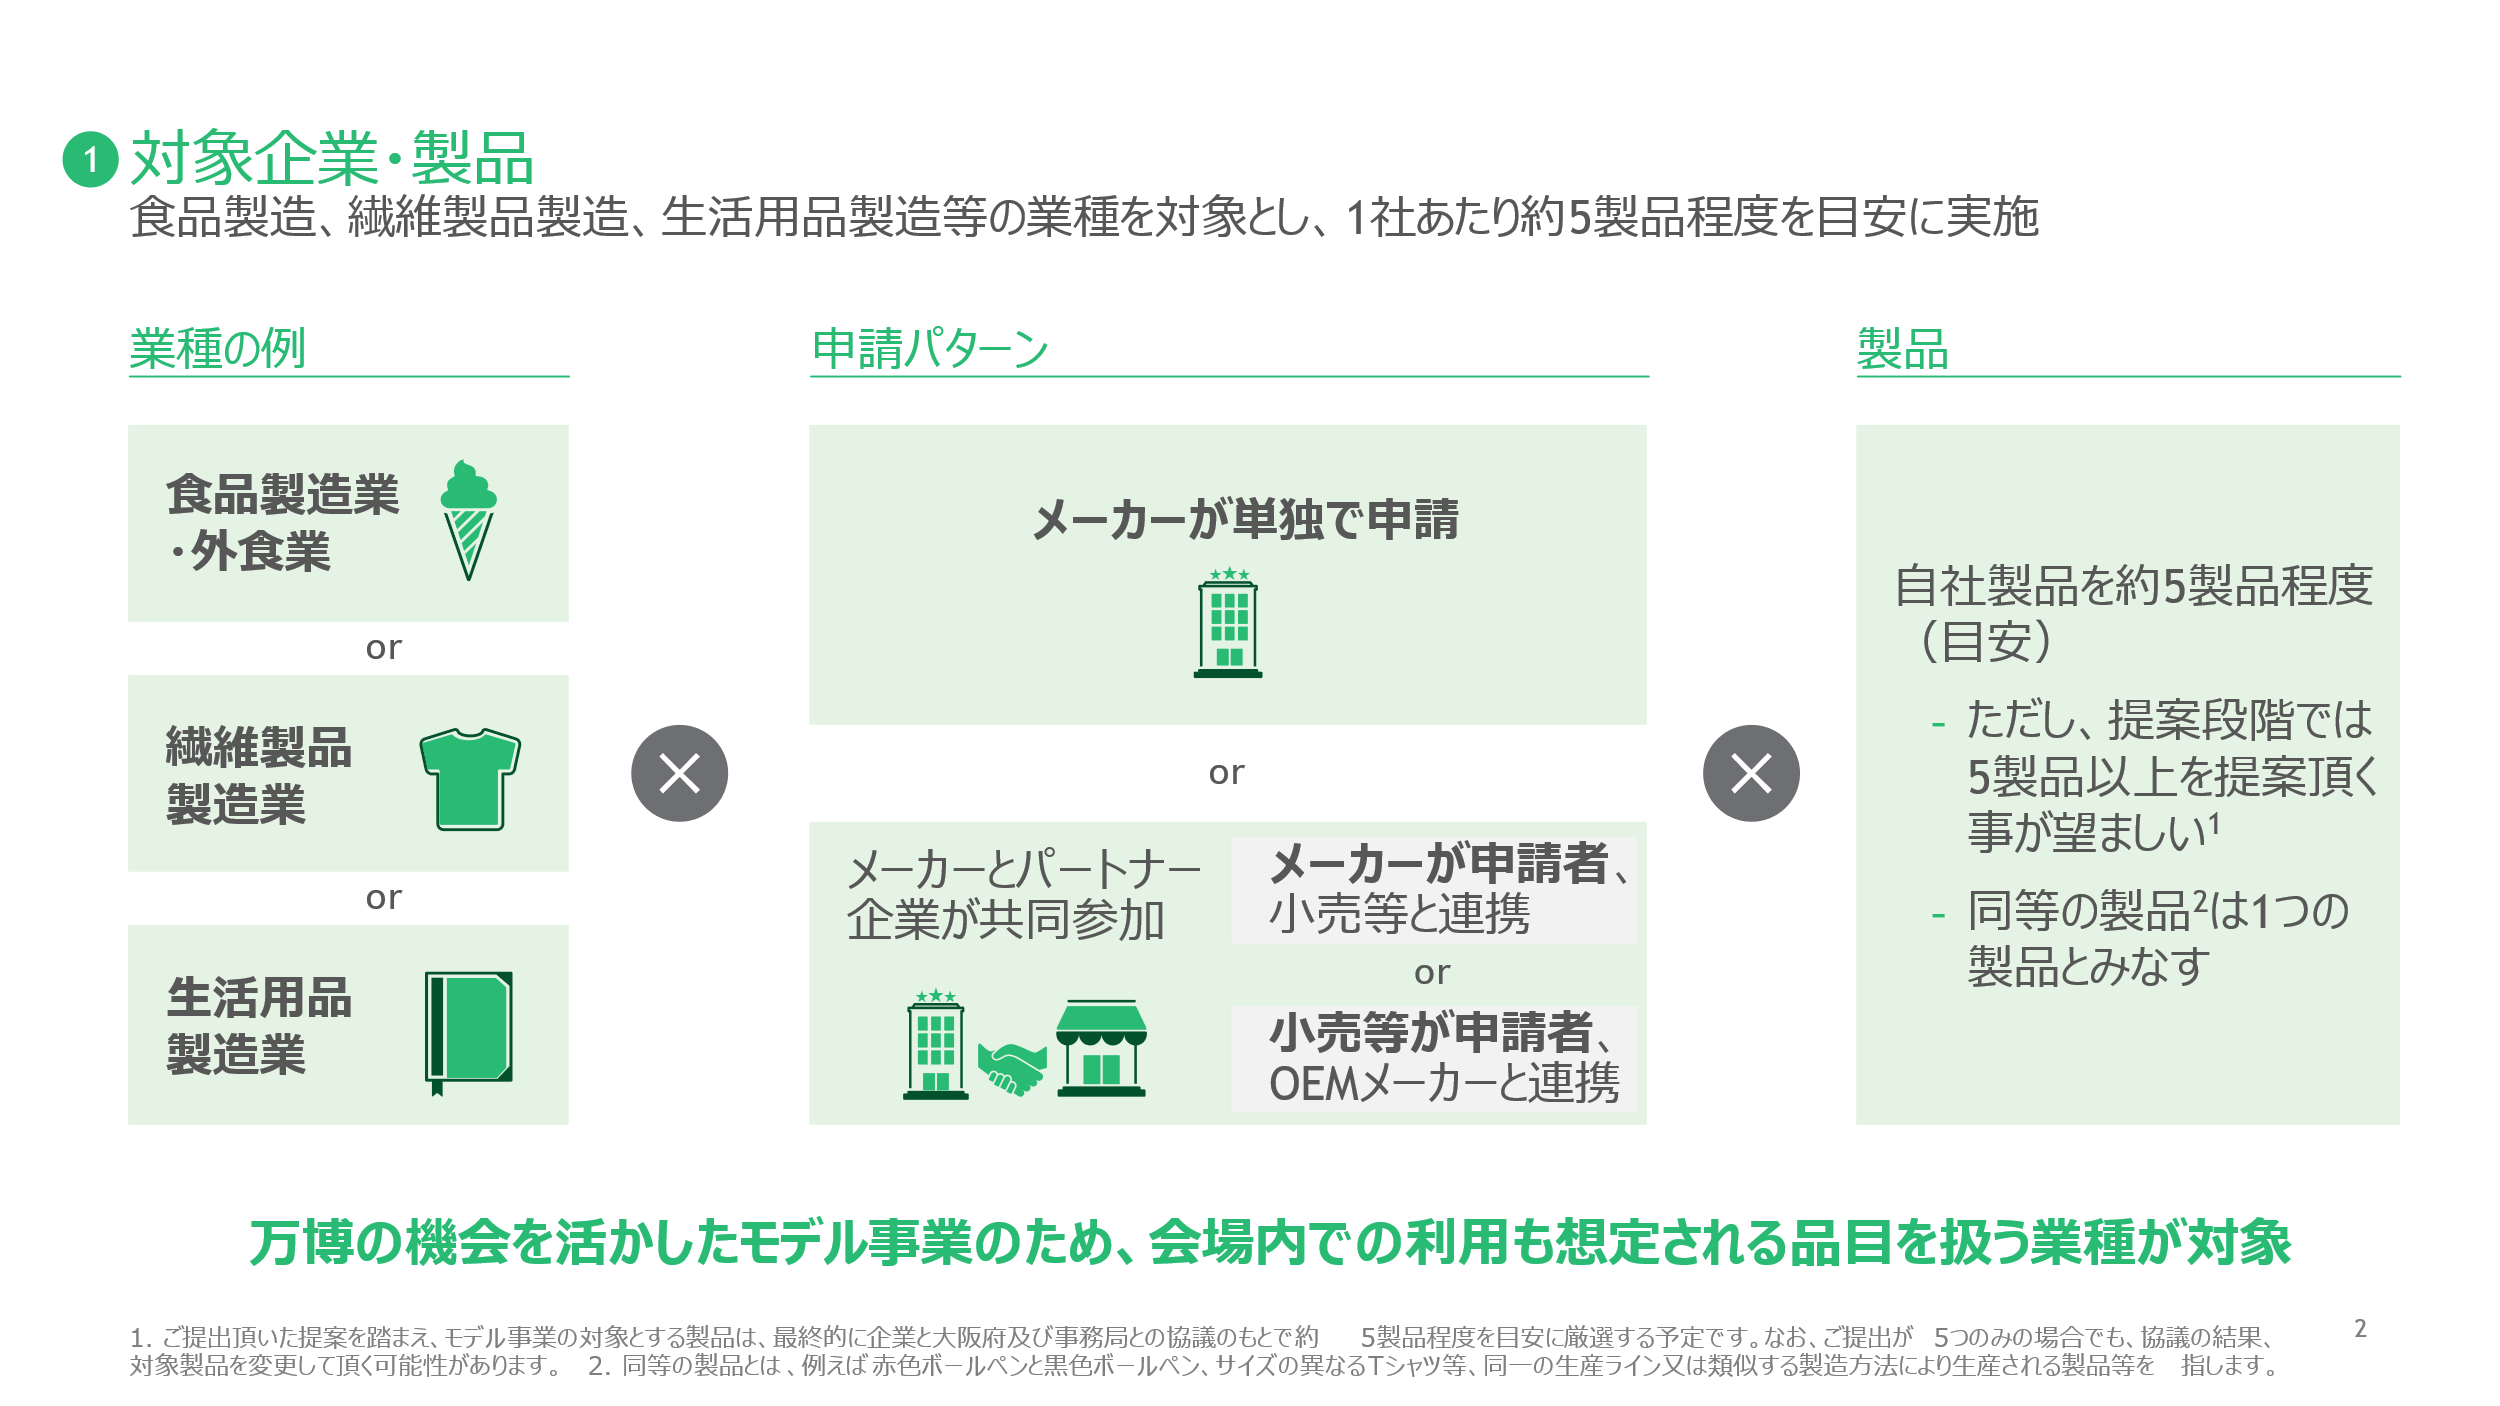 1 対象企業・製品
食品製造、繊維製品製造、生活用品製造等の業種を対象とし、1社あたり約5製品程度を目安に実施
業種の例
食品製造業
・外食業
or
繊維製品
製造業
or
生活用品
製造業
申請パターン
メーカーが単独で申請
or
メーカーとパートナー
企業が共同参加
メーカーが申請者、
小売等と連携
or
小売等が申請者、
OEMメーカーと連携
製品
自社製品を約5製品程度
（目安）
- ただし、提案段階では
5製品以上を提案頂く
事が望ましい1
- 同等の製品2は1つの
製品とみなす
万博の機会を活かしたモデル事業のため、会場内での利用も想定される品目を扱う業種が対象
1. ご提出頂いた提案を踏まえ、モデル事業の対象とする製品は、最終的に企業と大阪府及び事務局との協議のもとで約 5製品程度を目安に厳選する予定です。なお、ご提出が 5つのみの場合でも、協議の結果、
対象製品を変更して頂く可能性があります。 2. 同等の製品とは、例えば赤色ボールペンと黒色ボールペン、サイズの異なるTシャツ等、同一の生産ライン又は類似する製造方法により生産される製品等を 指します。
2